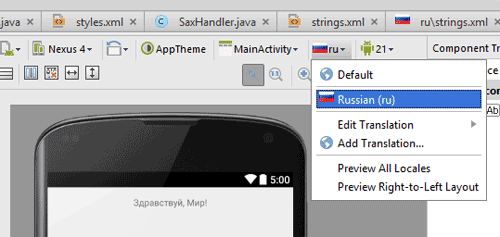 .java styles.xml SaxHandler.java strings.xml ru\strings.xml
Nexus 4 AppTheme MainActivity ru 21 Component Tr
Default
Russian (ru)
Edit Translation
Add Translation...
Preview All Locales
Preview Right-to-Left Layout
5:00
Здравствуй, Мир!